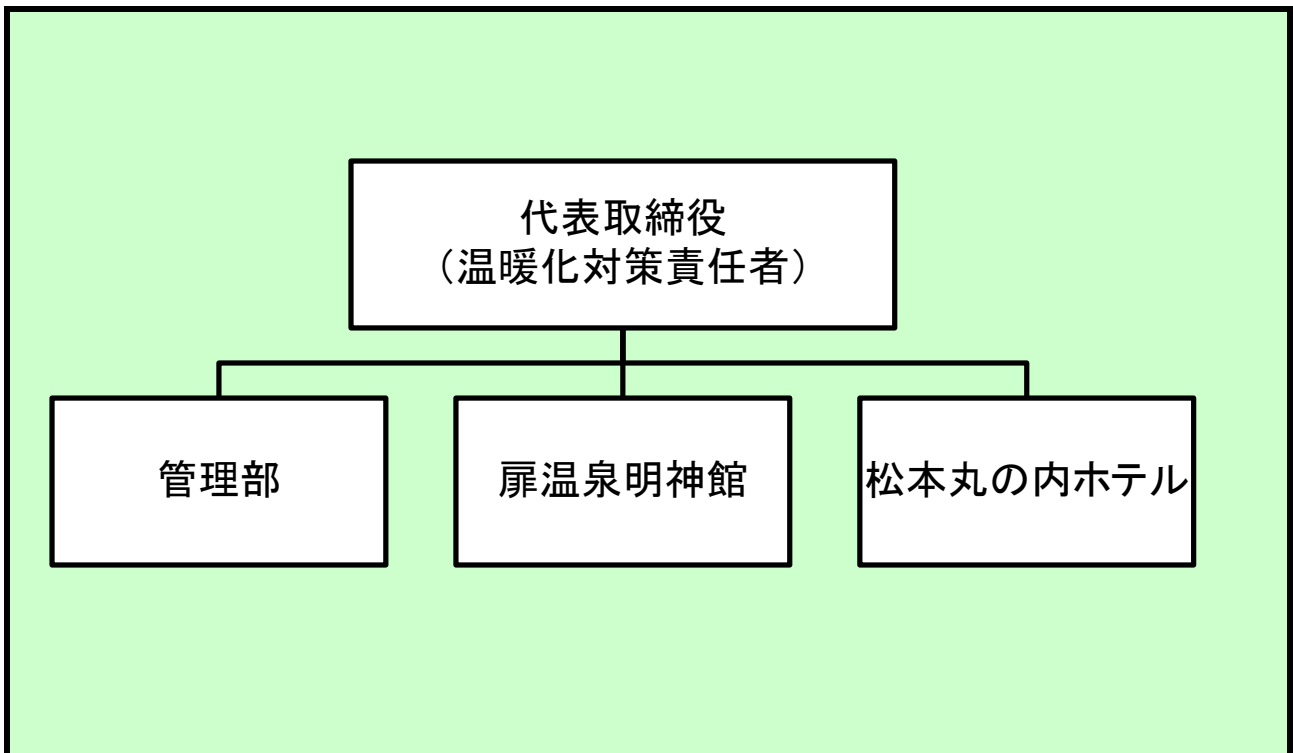 代表取締役
（温暖化対策責任者）
管理部
扉温泉明神館
松本丸の内ホテル